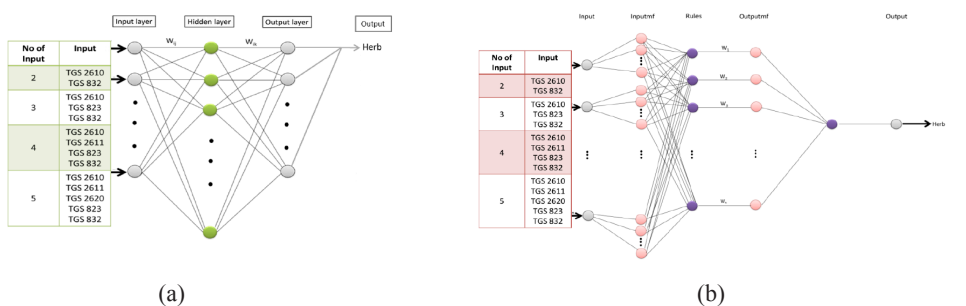 Input layer
Hidden layer
Output layer
Output
Wij
Wjk
Herb
No of Input
Input
2
TGS 2610
TGS 832
3
TGS 2610
TGS 823
TGS 832
4
TGS 2610
TGS 2611
TGS 823
TGS 832
5
TGS 2610
TGS 2611
TGS 2620
TGS 823
TGS 832
(a)
Input
Inputmf
Rules
Outputmf
Output
No of
Input
Input
2
TGS 2610
TGS 832
3
TGS 2610
TGS 823
TGS 832
4
TGS 2610
TGS 2611
TGS 823
TGS 832
5
TGS 2610
TGS 2611
TGS 2620
TGS 823
TGS 832
Herb
(b)